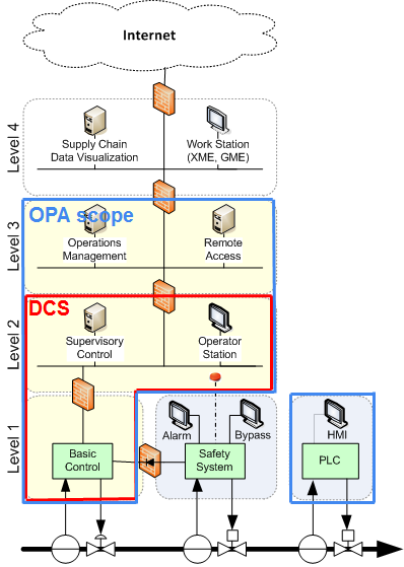 Internet
Level 4
Supply Chain
Data Visualization
Work Station
(XME, GME)
Level 3
OPA scope
Operations
Management
Remote
Access
Level 2
DCS
Supervisory
Control
Operator
Station
Level 1
Alarm
Bypass
HMI
Basic
Control
Safety
System
PLC